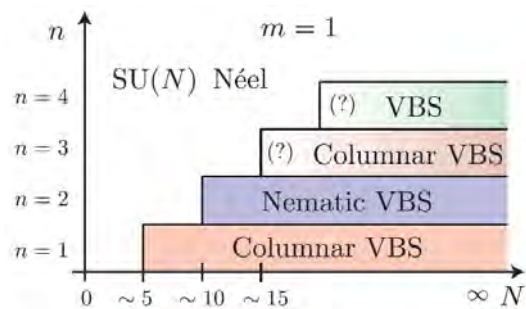 n m = 1
SU(N) Néel
n = 4 (?) VBS
n = 3 (?) Columnar VBS
n = 2 Nematic VBS
n = 1 Columnar VBS
0 ∼ 5 ∼ 10 ∼ 15 ∞ N